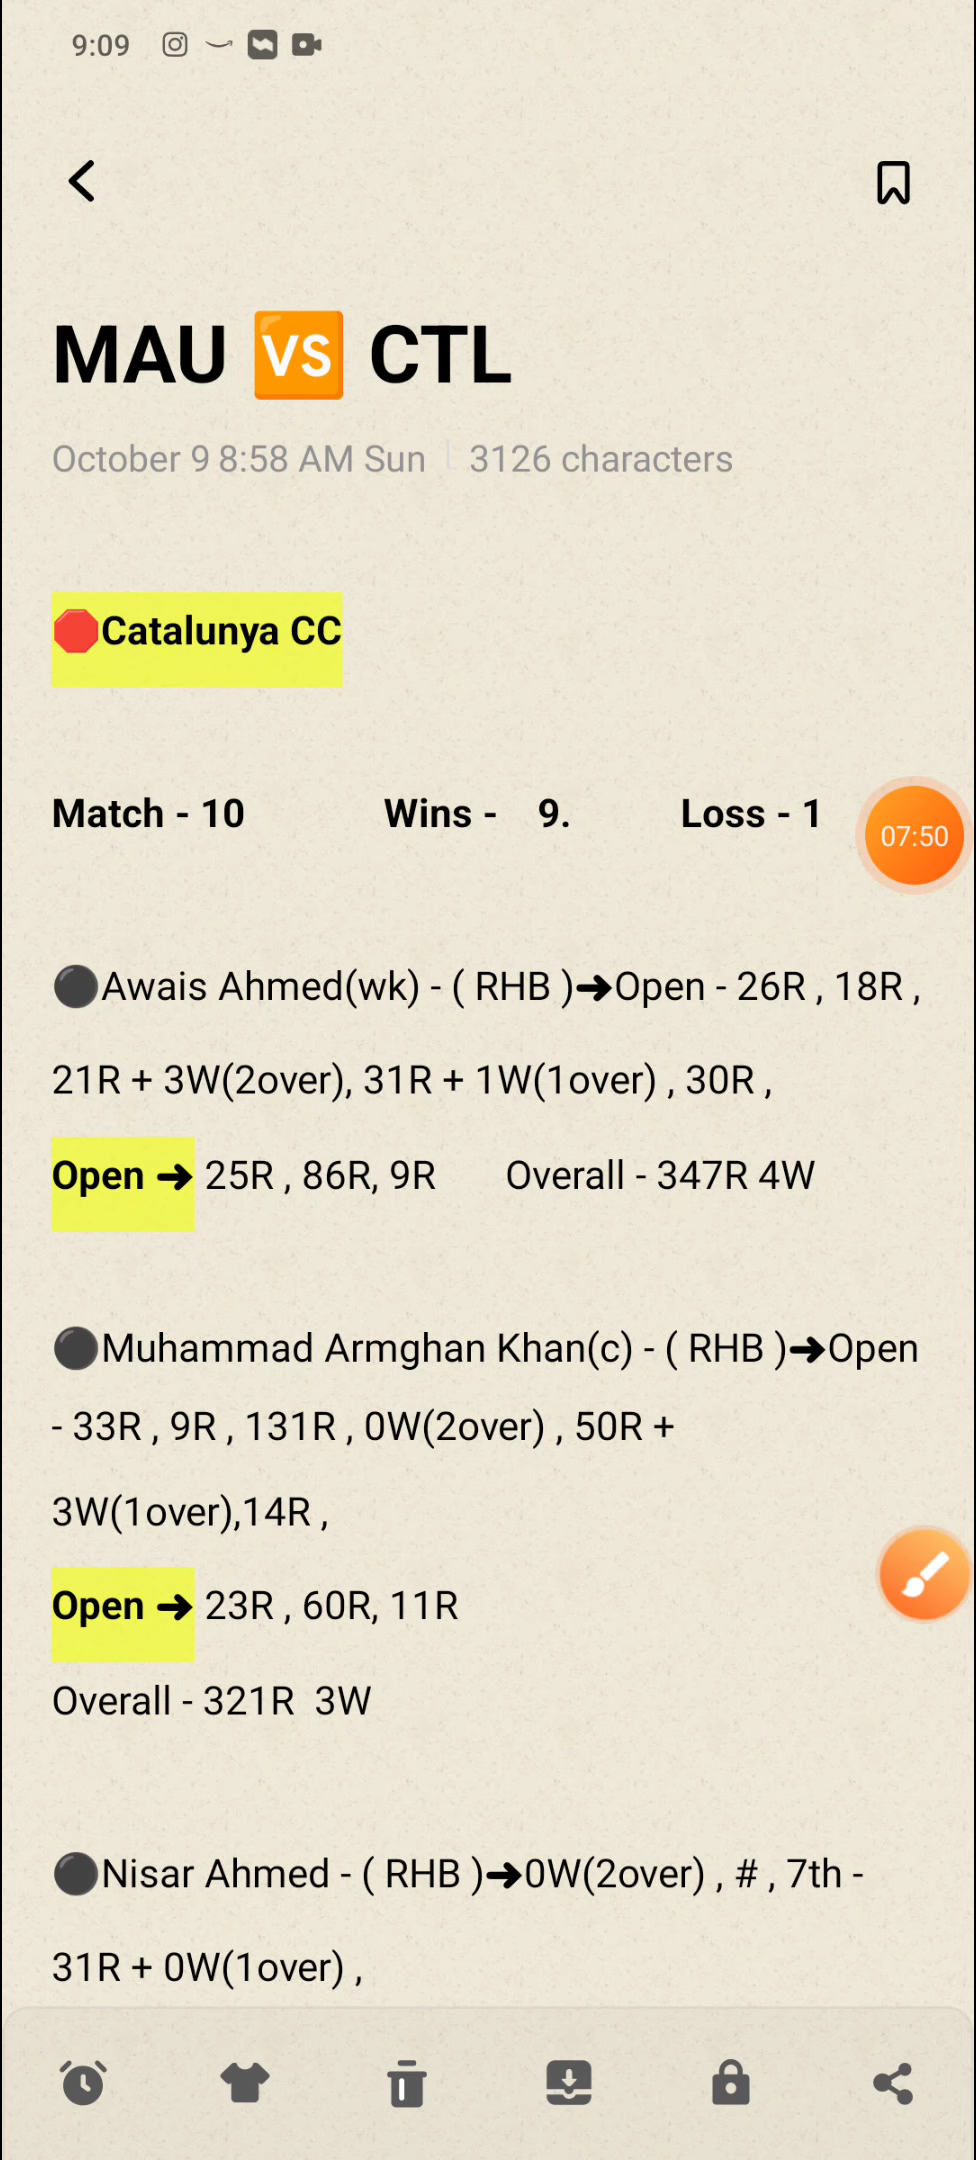 9:09
MAU 🆚 CTL
October 9 8:58 AM Sun | 3126 characters
🛑Catalunya CC
Match - 10 Wins - 9. Loss - 1
07:50
⚫Awais Ahmed(wk) - ( RHB )➜Open - 26R , 18R ,
21R + 3W(2over), 31R + 1W(1over) , 30R ,
Open ➜ 25R , 86R, 9R Overall - 347R 4W
⚫Muhammad Armghan Khan(c) - ( RHB )➜Open
- 33R , 9R , 131R , 0W(2over) , 50R +
3W(1over),14R ,
Open ➜ 23R , 60R, 11R
Overall - 321R 3W
⚫Nisar Ahmed - ( RHB )➜0W(2over) , # , 7th -
31R + 0W(1over) ,